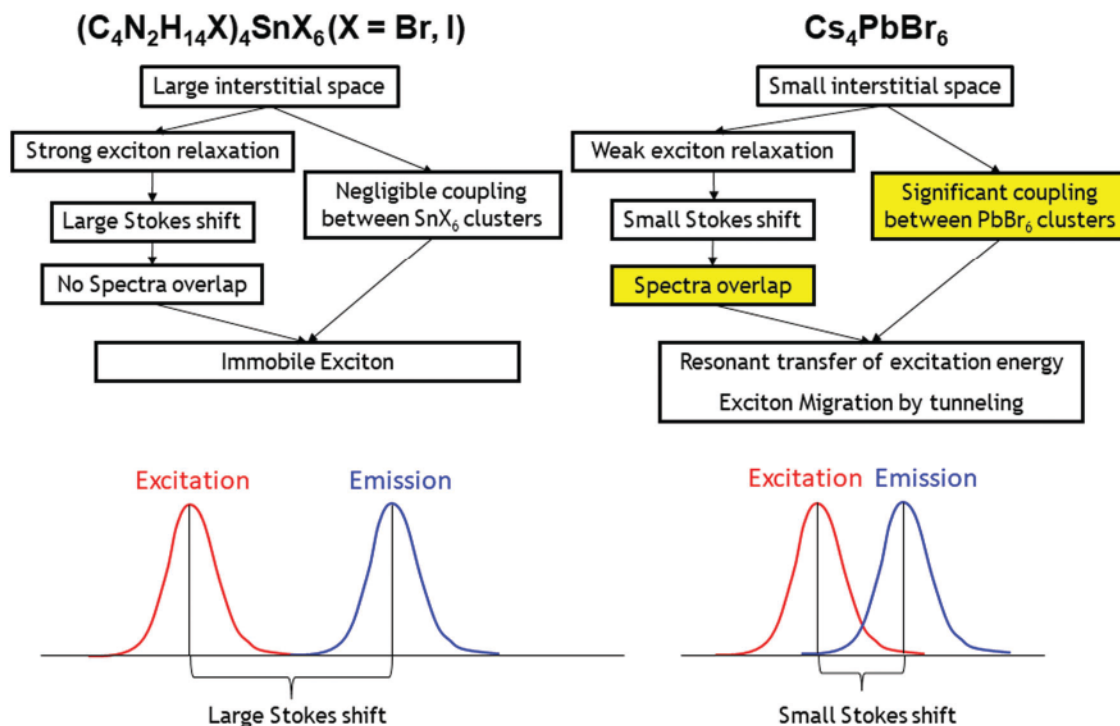 (C₄N₂H₁₄X)₄SnX₆(X = Br, I)
Large interstitial space
Strong exciton relaxation
Large Stokes shift
No Spectra overlap
Negligible coupling
between SnX₆ clusters
Immobile Exciton
Excitation
Emission
Large Stokes shift
Cs₄PbBr₆
Small interstitial space
Weak exciton relaxation
Small Stokes shift
Spectra overlap
Significant coupling
between PbBr₆ clusters
Resonant transfer of excitation energy
Exciton Migration by tunneling
Excitation
Emission
Small Stokes shift